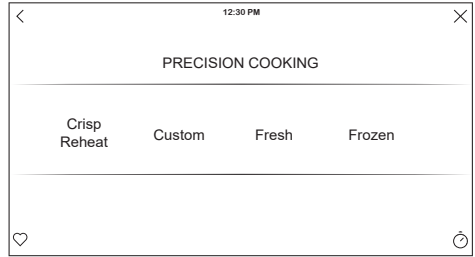 12:30 PM
PRECISION COOKING
Crisp
Reheat
Custom
Fresh
Frozen